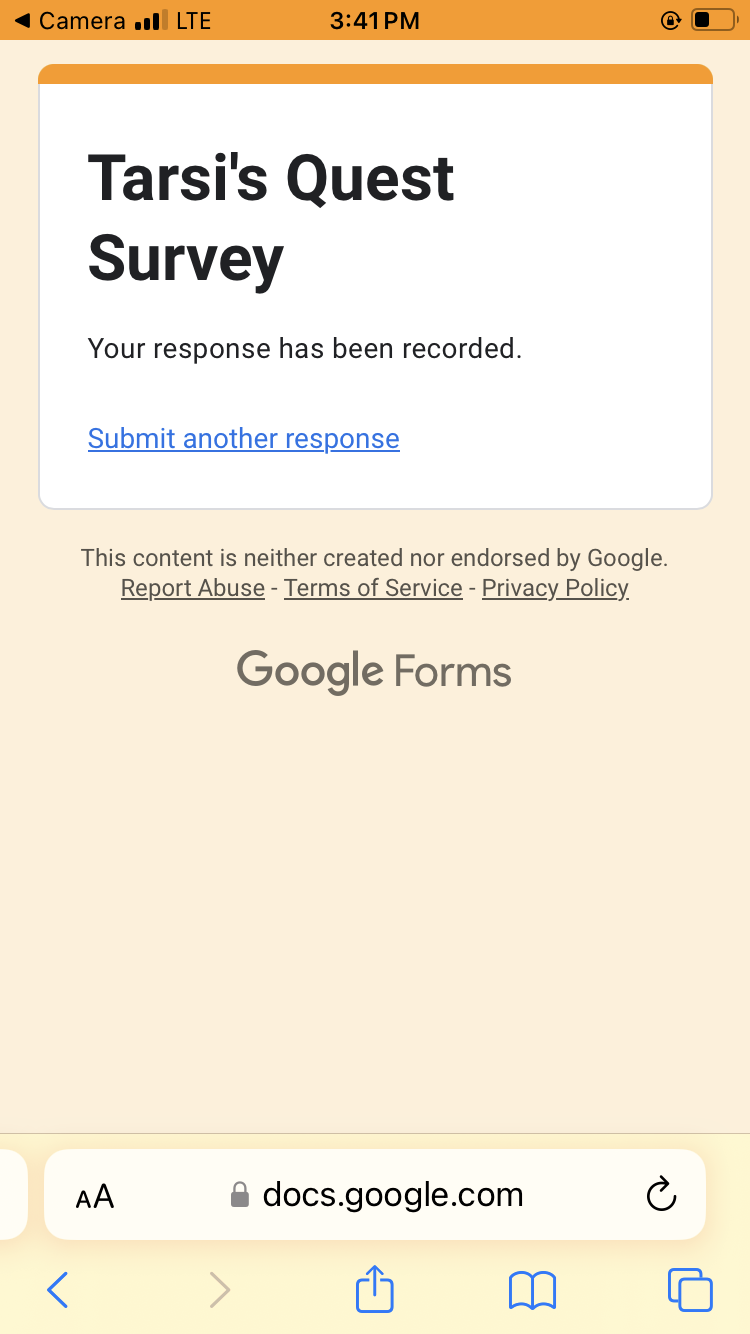 Camera LTE 3:41 PM
Tarsi's Quest
Survey
Your response has been recorded.
Submit another response
This content is neither created nor endorsed by Google.
Report Abuse - Terms of Service - Privacy Policy
Google Forms
AA docs.google.com